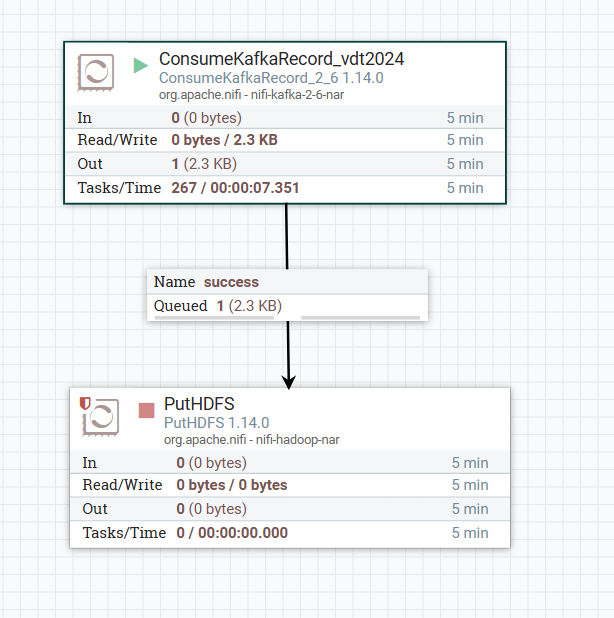 ConsumeKafkaRecord_vdt2024
ConsumeKafkaRecord_2_6 1.14.0
org.apache.nifi - nifi-kafka-2-6-nar
In 0 (0 bytes) 5 min
Read/Write 0 bytes / 2.3 KB 5 min
Out 1 (2.3 KB) 5 min
Tasks/Time 267 / 00:00:07.351 5 min
Name success
Queued 1 (2.3 KB)
PutHDFS
PutHDFS 1.14.0
org.apache.nifi - nifi-hadoop-nar
In 0 (0 bytes) 5 min
Read/Write 0 bytes / 0 bytes 5 min
Out 0 (0 bytes) 5 min
Tasks/Time 0 / 00:00:00.000 5 min